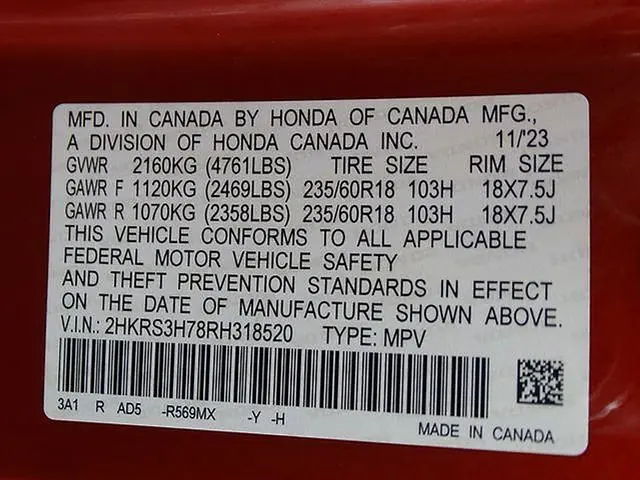 MFD. IN CANADA BY HONDA OF CANADA MFG.,
A DIVISION OF HONDA CANADA INC. 11/'23
GVWR 2160KG (4761LBS) TIRE SIZE RIM SIZE
GAWR F 1120KG (2469LBS) 235/60R18 103H 18X7.5J
GAWR R 1070KG (2358LBS) 235/60R18 103H 18X7.5J
THIS VEHICLE CONFORMS TO ALL APPLICABLE
FEDERAL MOTOR VEHICLE SAFETY
AND THEFT PREVENTION STANDARDS IN EFFECT
ON THE DATE OF MANUFACTURE SHOWN ABOVE.
V.I.N.: 2HKRS3H78RH318520 TYPE: MPV
3A1 R AD5 -R569MX -Y -H
MADE IN CANADA